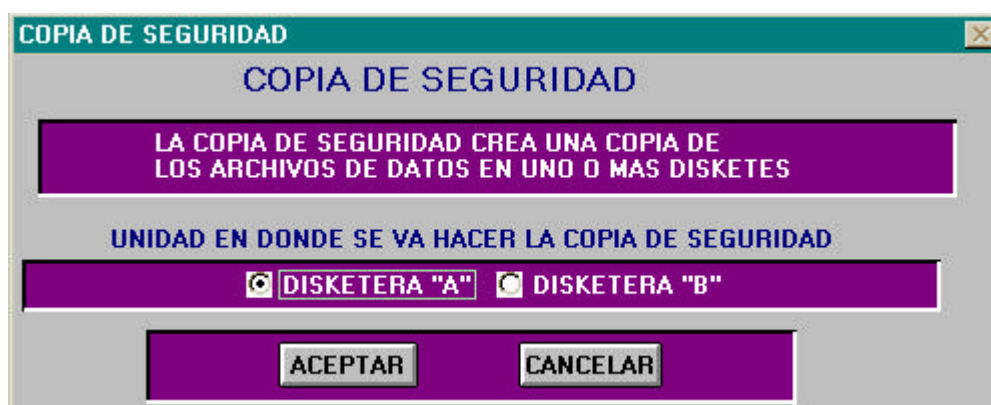 COPIA DE SEGURIDAD
COPIA DE SEGURIDAD
LA COPIA DE SEGURIDAD CREA UNA COPIA DE
LOS ARCHIVOS DE DATOS EN UNO O MAS DISKETES
UNIDAD EN DONDE SE VA HACER LA COPIA DE SEGURIDAD
DISKETERA "A" DISKETERA "B"
ACEPTAR CANCELAR